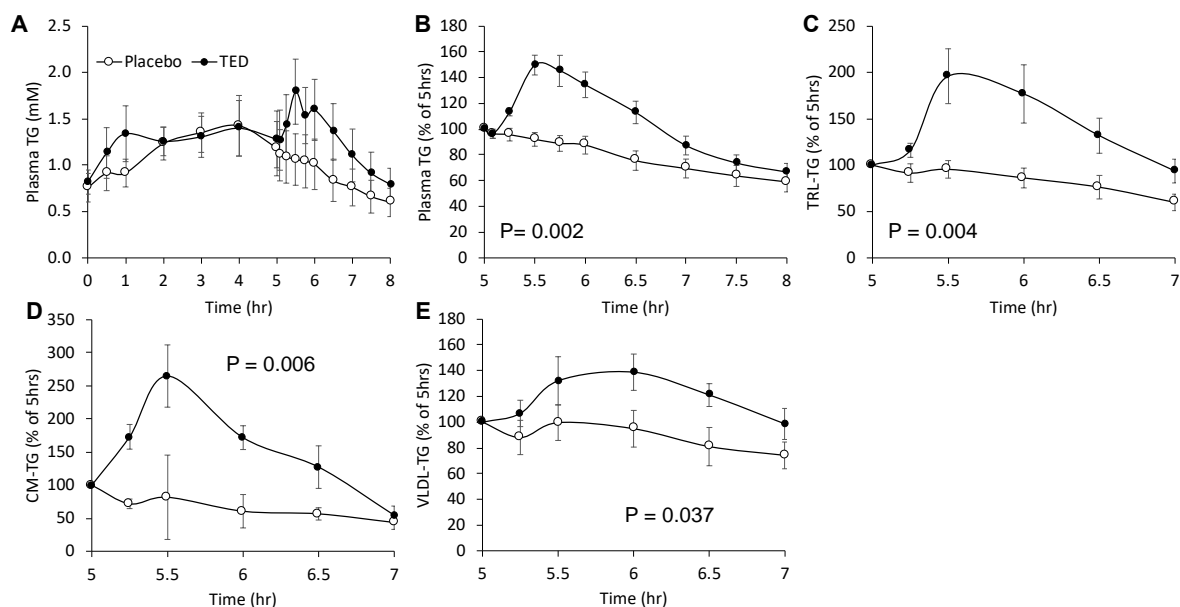 A
Plasma TG (mM)
2.5
2.0
1.5
1.0
0.5
0.0
Placebo TED
0 1 2 3 4 5 6 7 8
Time (hr)
B
Plasma TG (% of 5hrs)
180
160
140
120
100
80
60
40
20
0
P= 0.002
5 5.5 6 6.5 7 7.5 8
Time (hr)
C
TRL-TG (% of 5hrs)
250
200
150
100
50
0
P = 0.004
5 5.5 6 6.5 7
Time (hr)
D
CM-TG (% of 5hrs)
350
300
250
200
150
100
50
0
P = 0.006
5 5.5 6 6.5 7
Time (hr)
E
VLDL-TG (% of 5hrs)
180
160
140
120
100
80
60
40
20
0
P = 0.037
5 5.5 6 6.5 7
Time (hr)